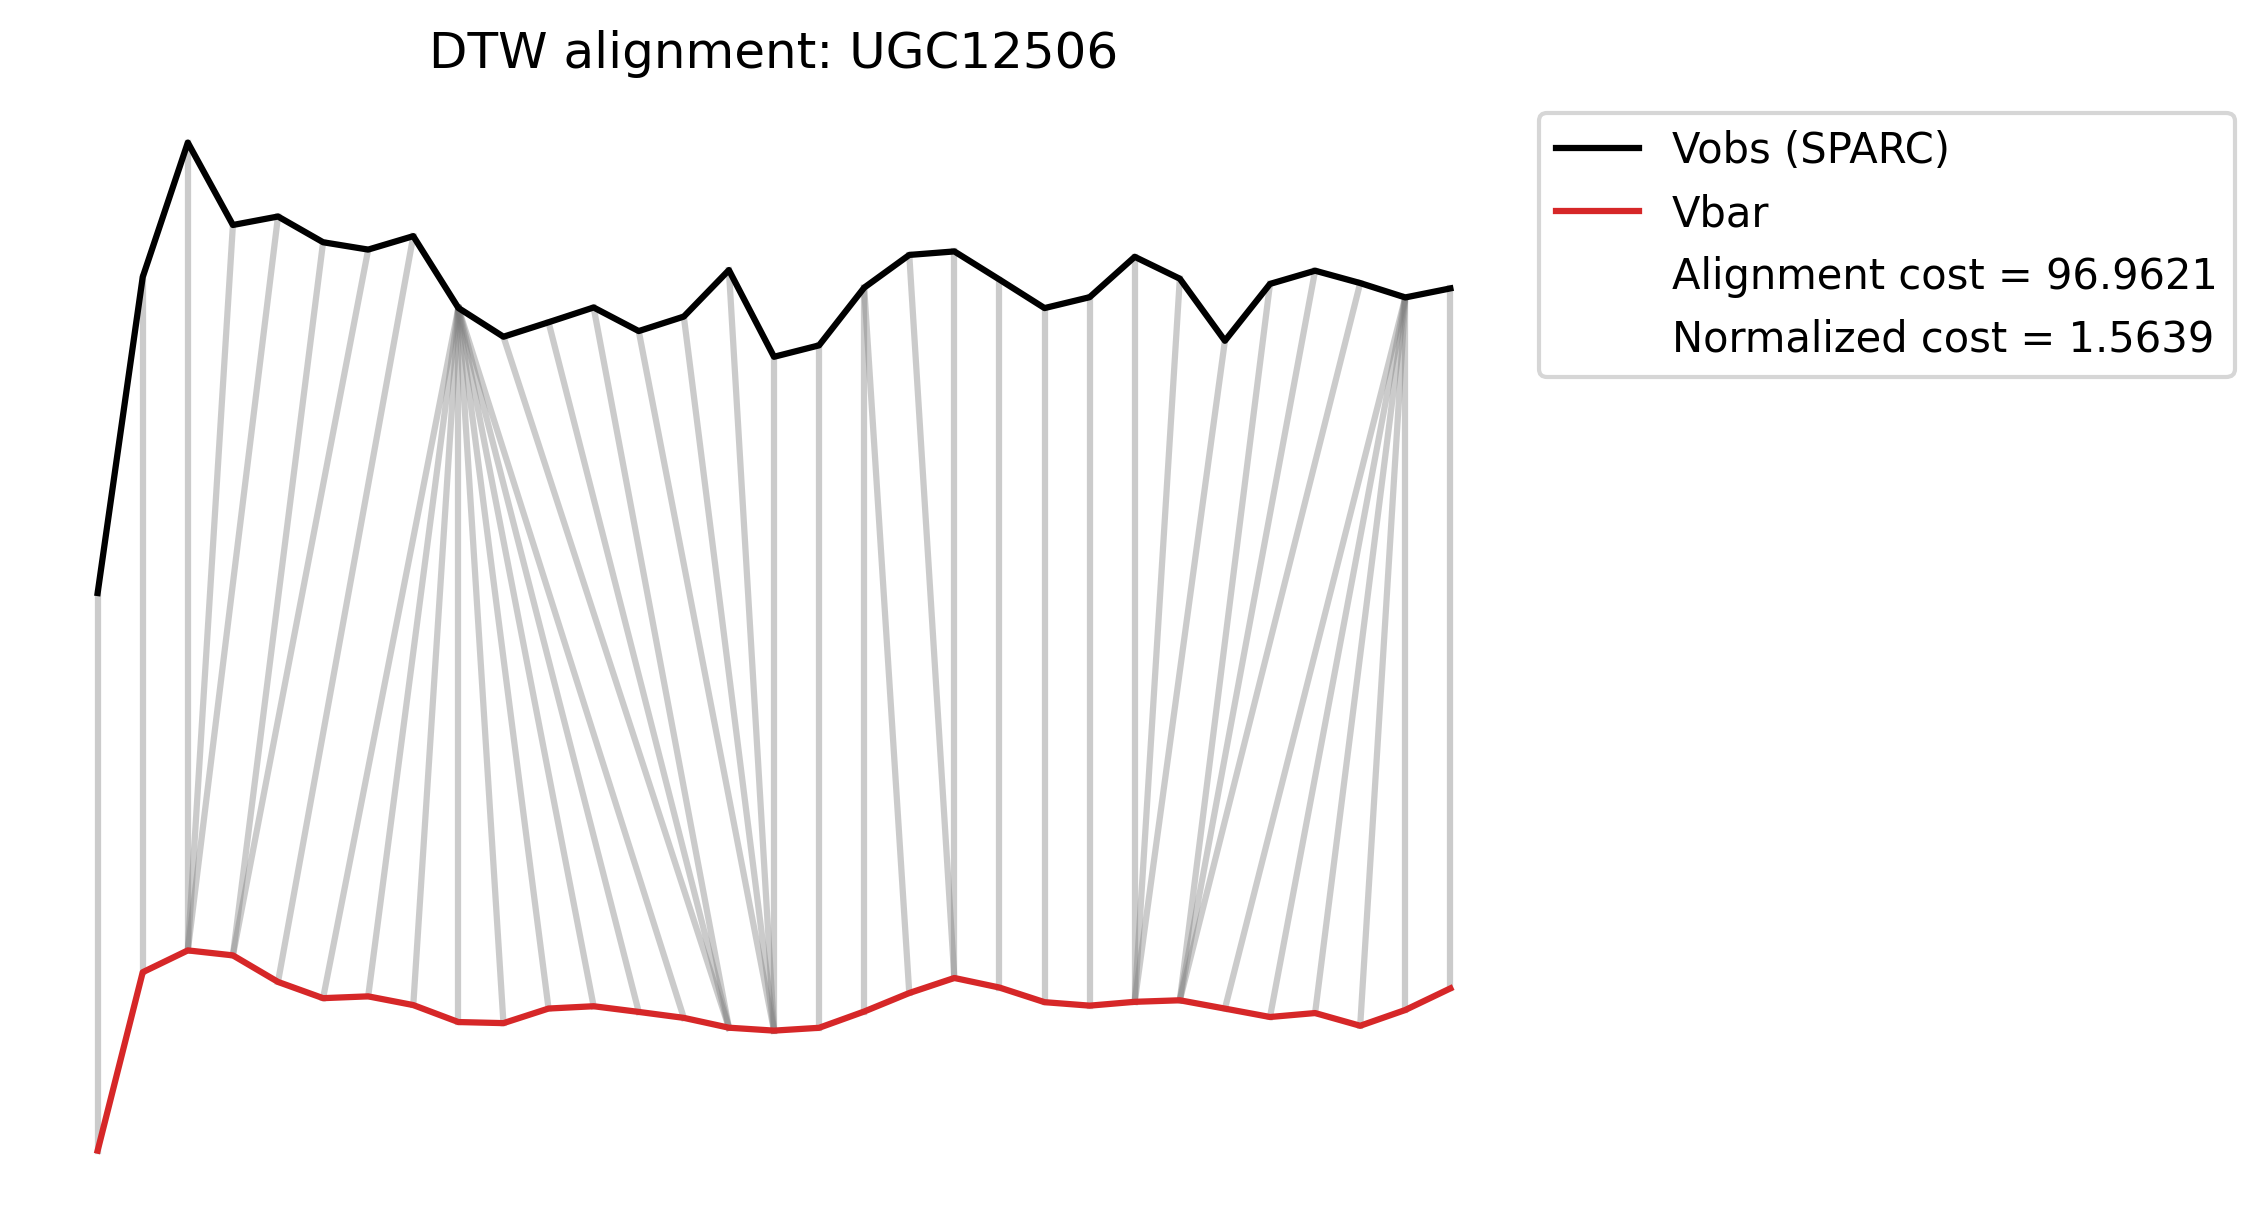 DTW alignment: UGC12506
Vobs (SPARC)
Vbar
Alignment cost = 96.9621
Normalized cost = 1.5639